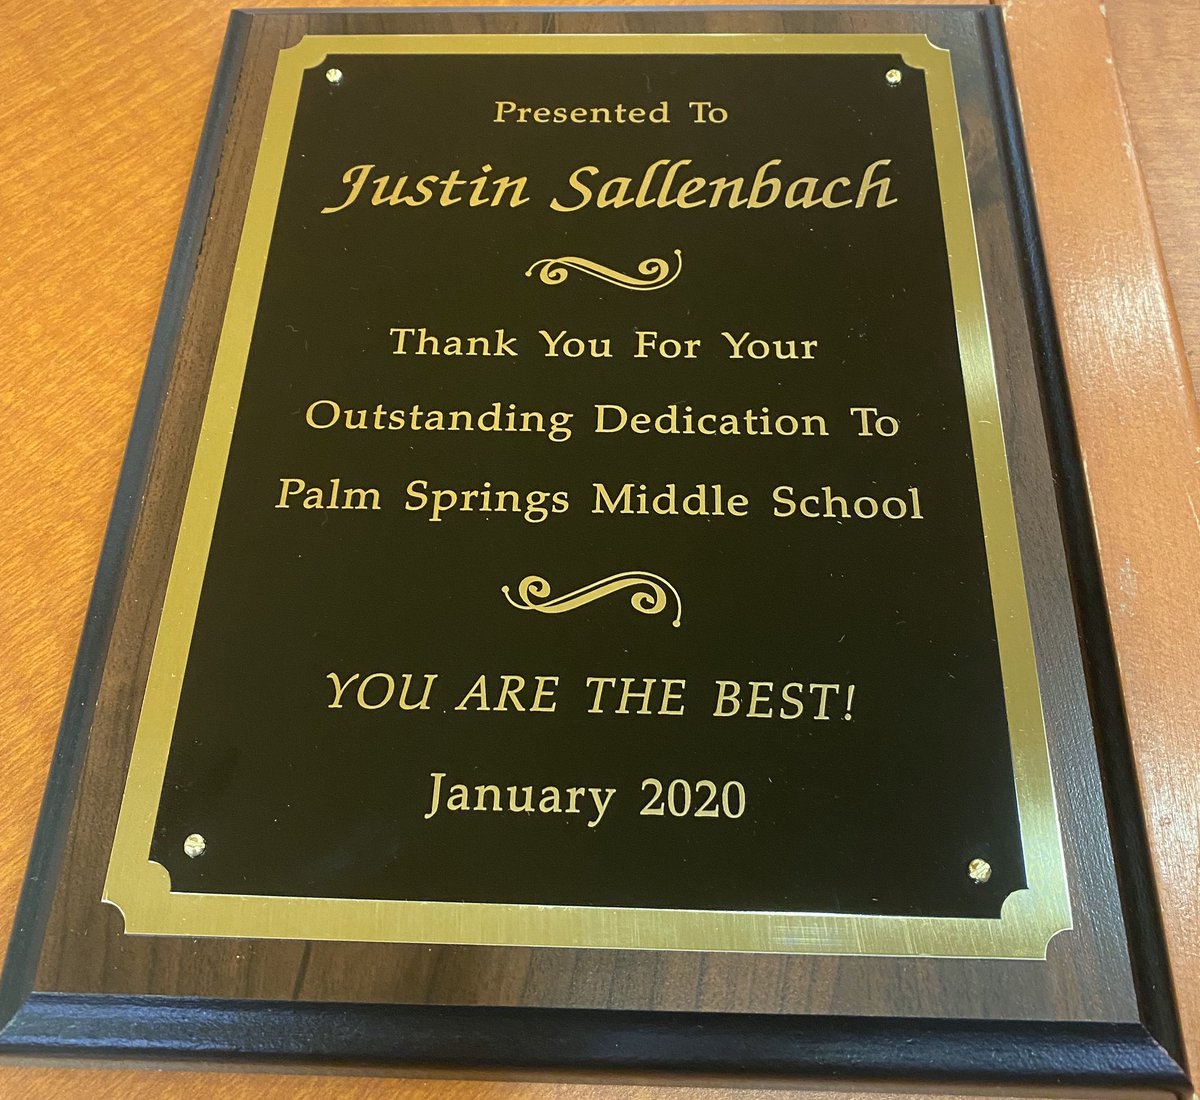 Presented To
Justin Sallenbach
Thank You For Your
Outstanding Dedication To
Palm Springs Middle School
YOU ARE THE BEST!
January 2020